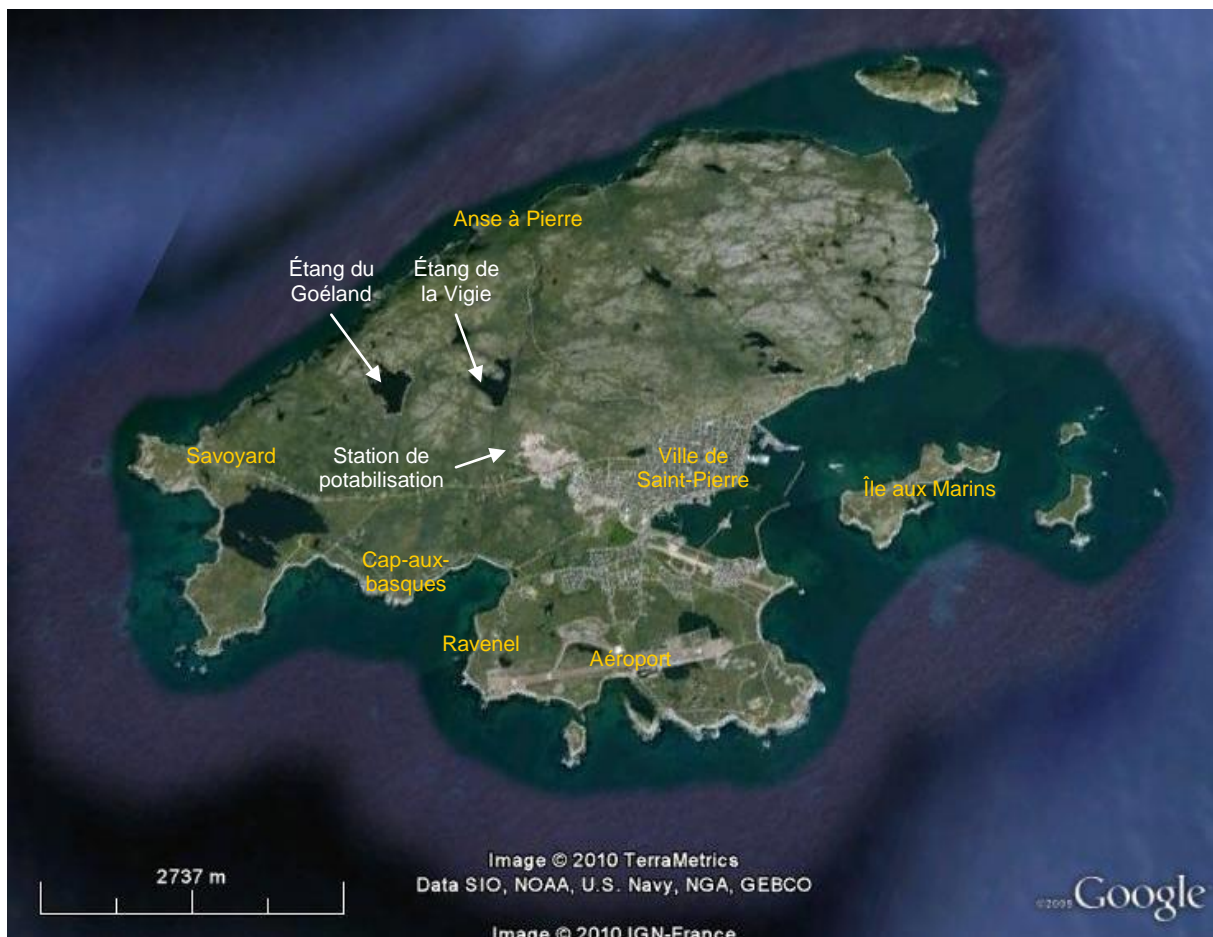 Anse à Pierre
Étang du
Goéland
Étang de
la Vigie
Savoyard
Station de
potabilisation
Ville de
Saint-Pierre
Île aux Marins
Cap-aux-
basques
Ravenel
Aéroport
2737 m
Image © 2010 TerraMetrics
Data SIO, NOAA, U.S. Navy, NGA, GEBCO
Image © 2010 IGN-France
©2009 Google